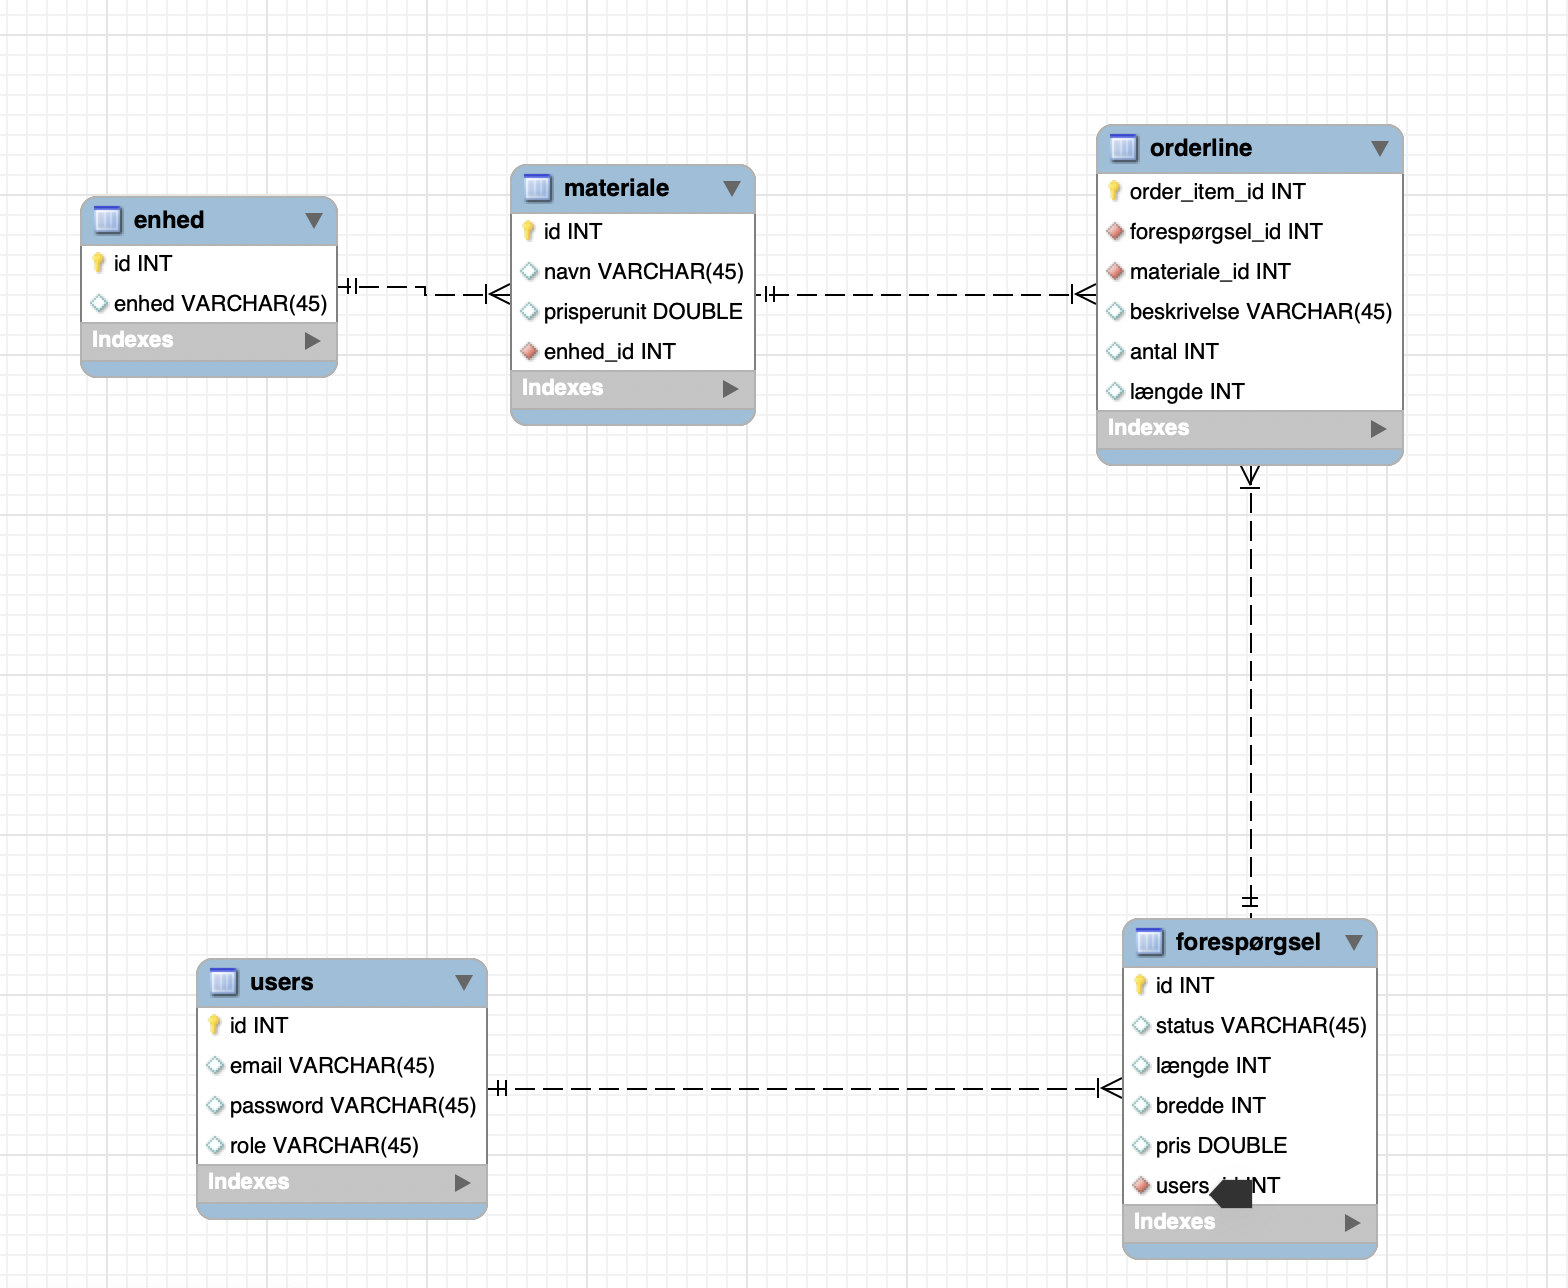 enhed
id INT
enhed VARCHAR(45)
Indexes
materiale
id INT
navn VARCHAR(45)
prisperunit DOUBLE
enhed_id INT
Indexes
orderline
order_item_id INT
forespørgsel_id INT
materiale_id INT
beskrivelse VARCHAR(45)
antal INT
længde INT
Indexes
users
id INT
email VARCHAR(45)
password VARCHAR(45)
role VARCHAR(45)
Indexes
forespørgsel
id INT
status VARCHAR(45)
længde INT
bredde INT
pris DOUBLE
users_id INT
Indexes